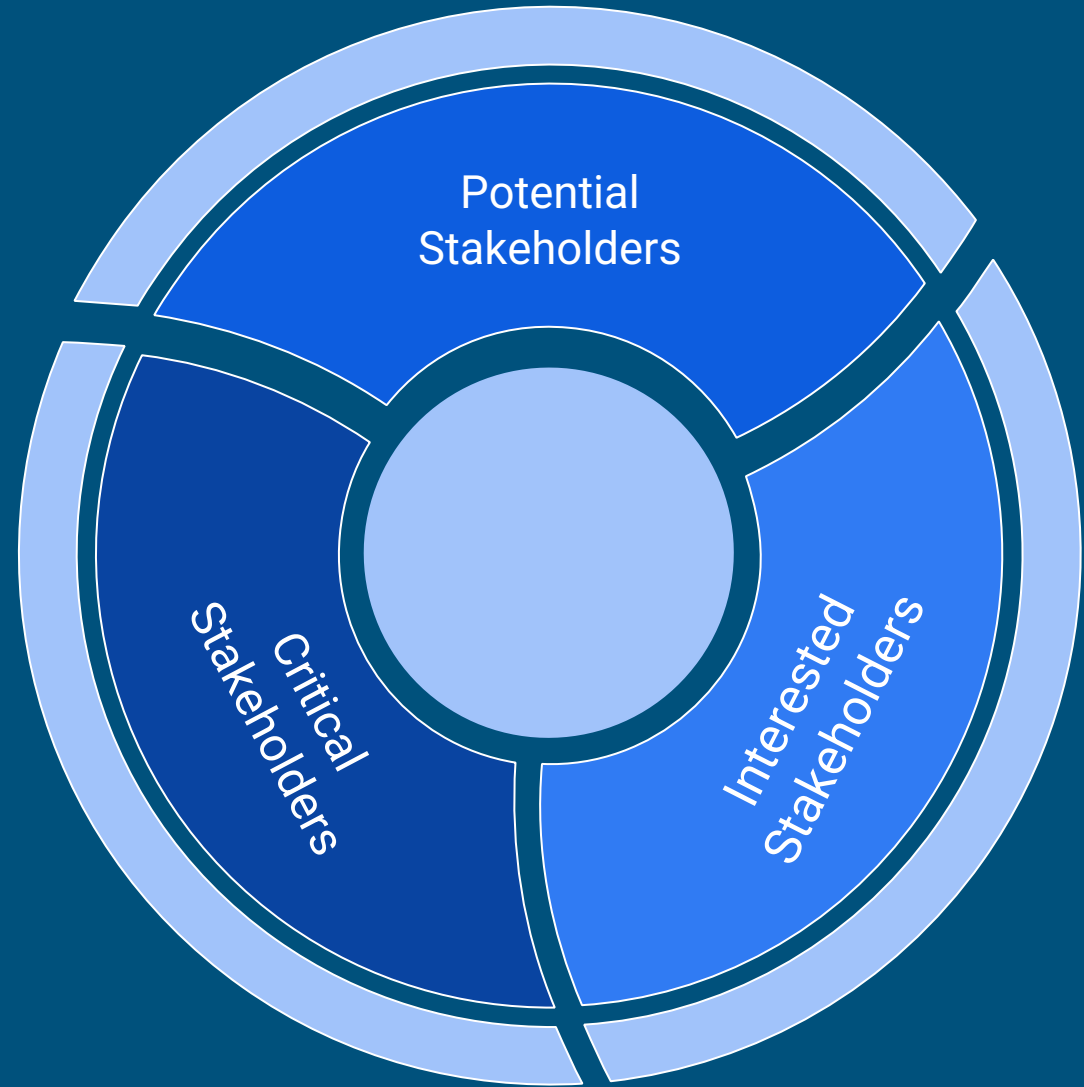 Potential
Stakeholders
Interested
Stakeholders
Critical
Stakeholders